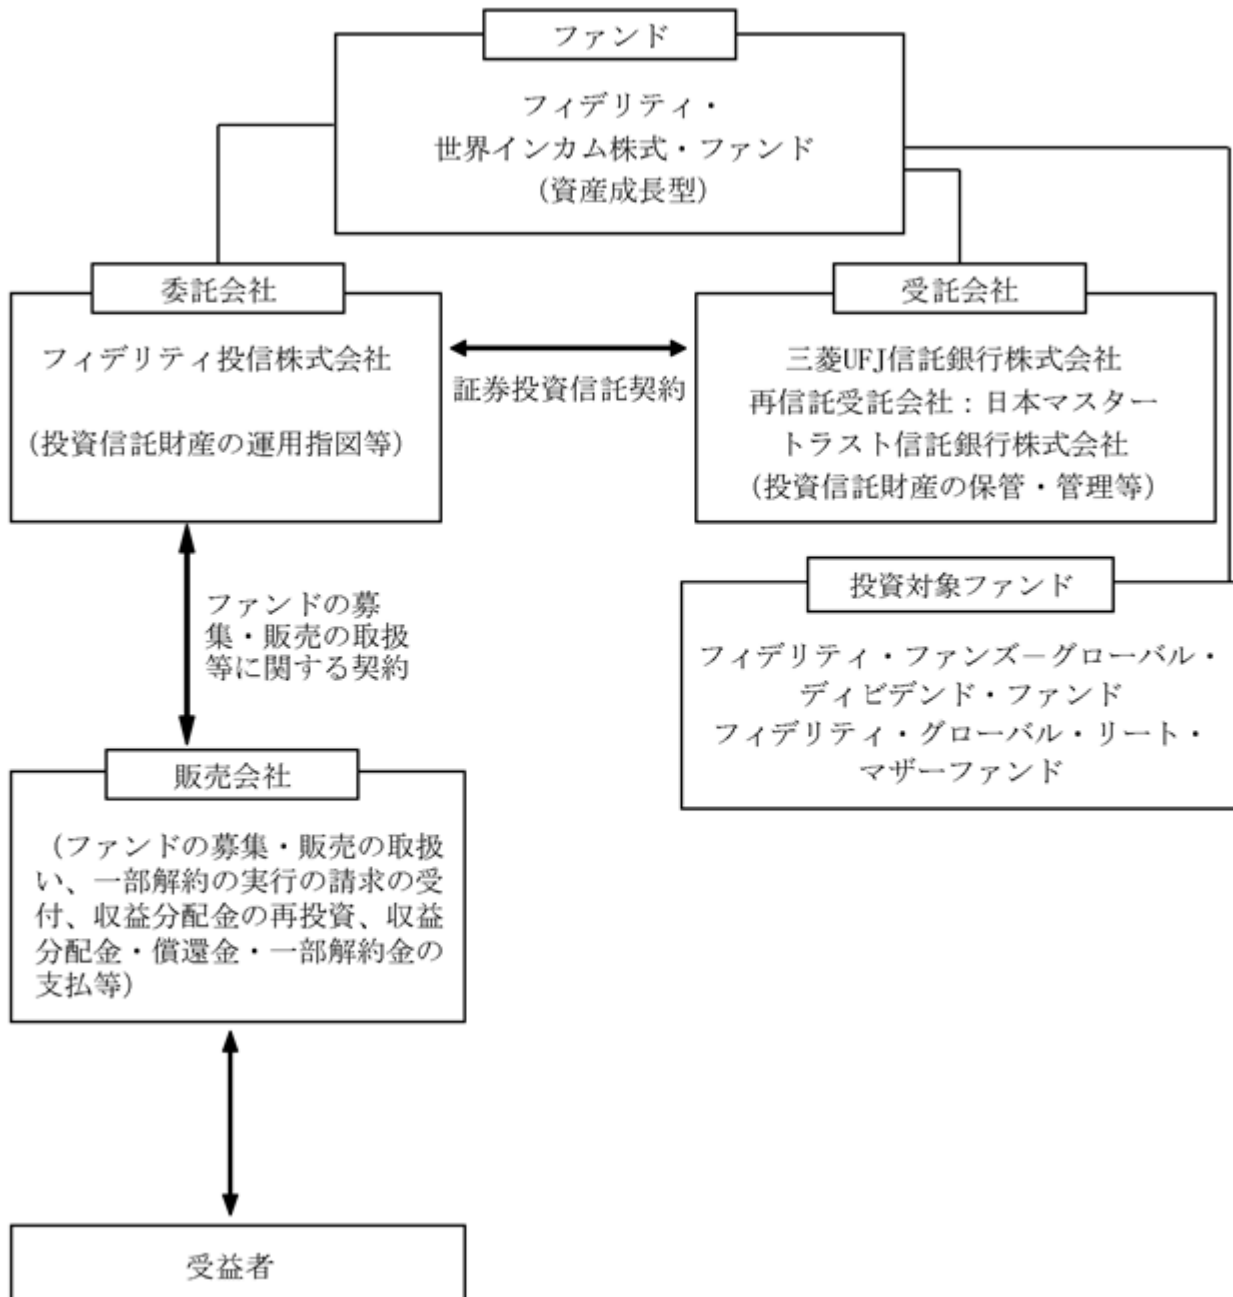 ファンド
フィデリティ・
世界インカム株式・ファンド
(資産成長型)
委託会社
フィデリティ投信株式会社
(投資信託財産の運用指図等)
証券投資信託契約
受託会社
三菱UFJ信託銀行株式会社
再信託受託会社：日本マスター
トラスト信託銀行株式会社
(投資信託財産の保管・管理等)
ファンドの募
集・販売の取扱
等に関する契約
投資対象ファンド
フィデリティ・ファンズ－グローバル・
ディビデンド・ファンド
フィデリティ・グローバル・リート・
マザーファンド
販売会社
(ファンドの募集・販売の取扱
い、一部解約の実行の請求の受
付、収益分配金の再投資、収益
分配金・償還金・一部解約金の
支払等)
受益者